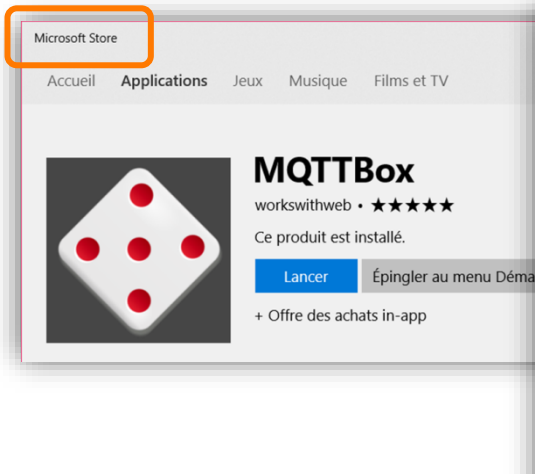 Microsoft Store
Accueil Applications Jeux Musique Films et TV
MQTTBox
workswithweb • ★★★★★
Ce produit est installé.
Lancer Épingler au menu Déma
+ Offre des achats in-app